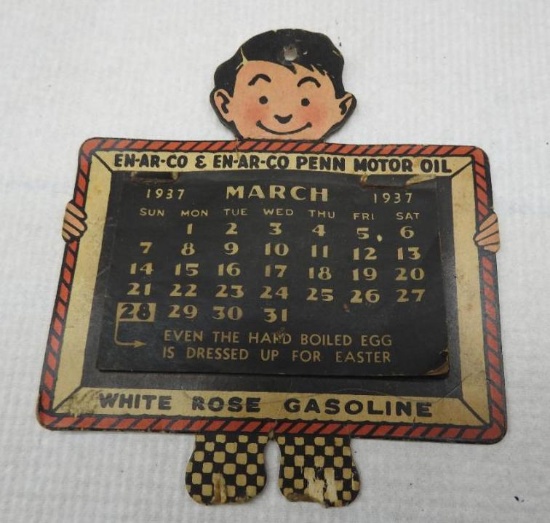 EN-AR-CO & EN-AR-CO PENN MOTOR OIL
1937 MARCH 1937
SUN MON TUE WED THU FRI SAT
1 2 3 4 5 6
7 8 9 10 11 12 13
14 15 16 17 18 19 20
21 22 23 24 25 26 27
28 29 30 31
EVEN THE HARD BOILED EGG
IS DRESSED UP FOR EASTER
WHITE ROSE GASOLINE